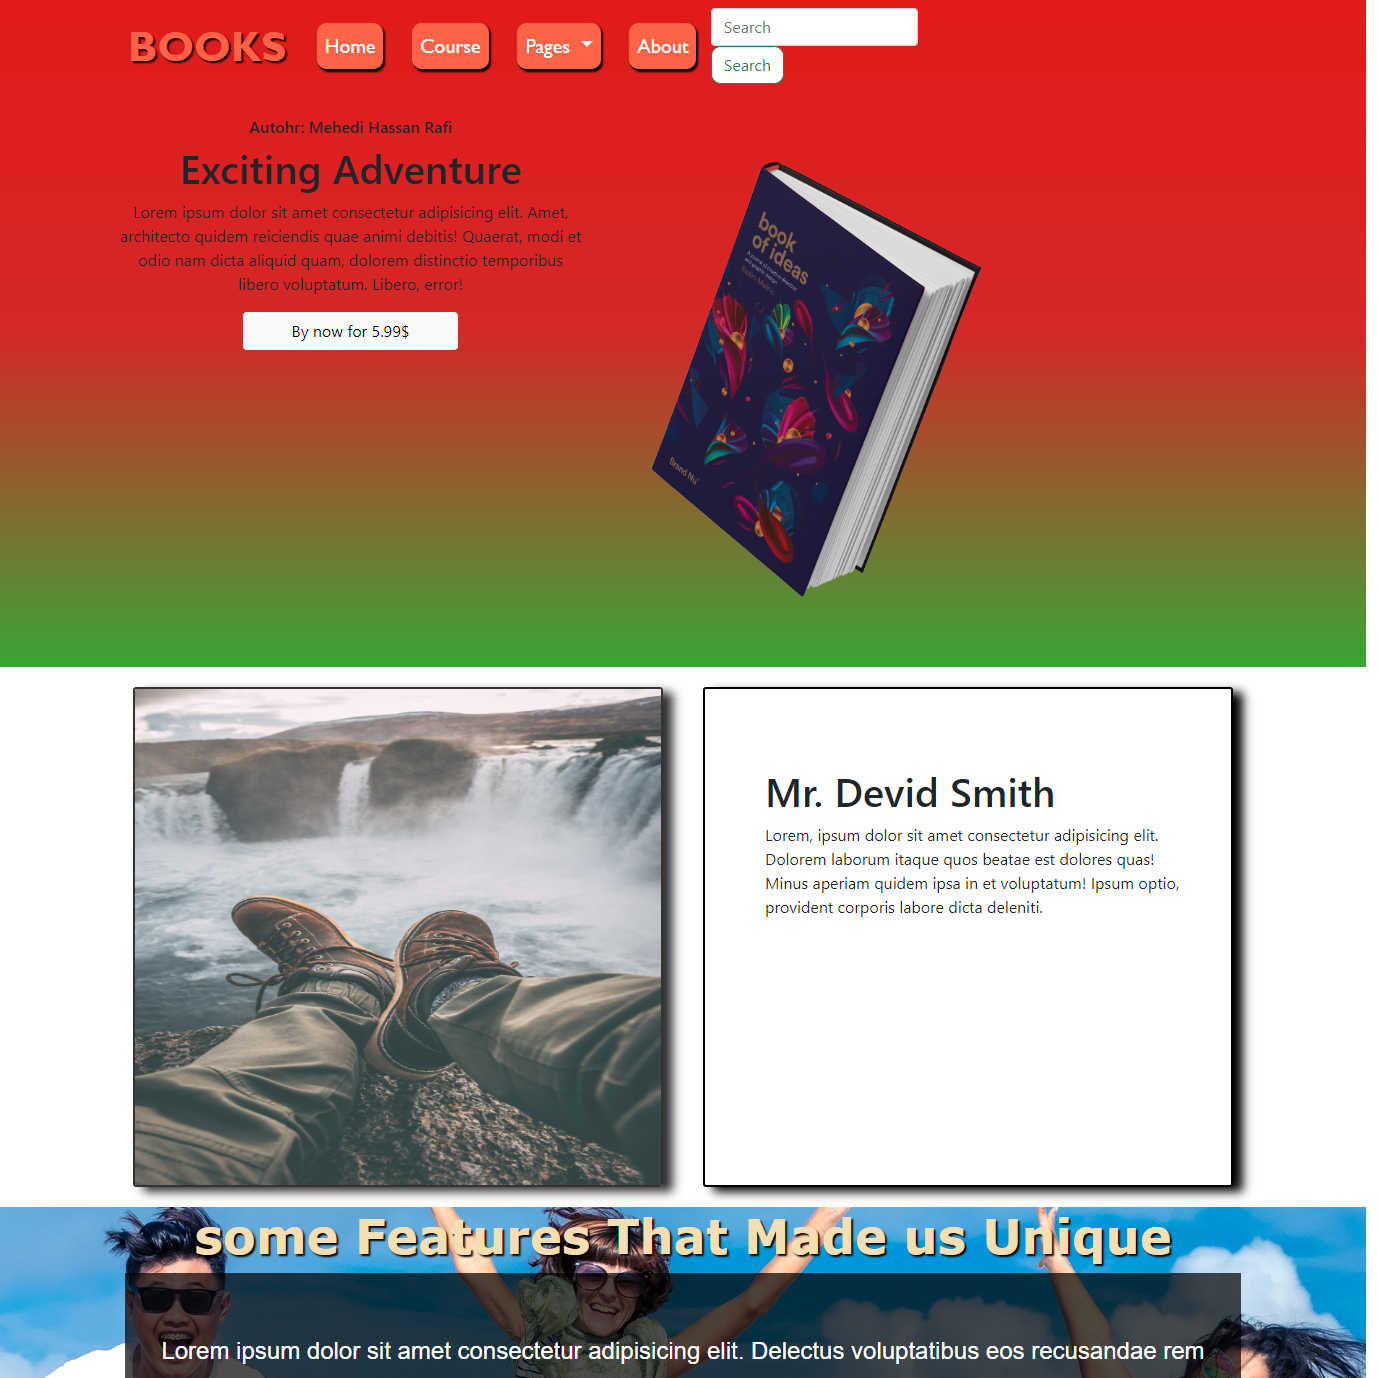 BOOKS
Home
Course
Pages
About
Search
Search
Autohr: Mehedi Hassan Rafi
Exciting Adventure
Lorem ipsum dolor sit amet consectetur adipisicing elit. Amet,
architecto quidem reiciendis quae animi debitis! Quaerat, modi et
odio nam dicta aliquid quam, dolorem distinctio temporibus
libero voluptatum. Libero, error!
By now for 5.99$
book
of ideas
Brand Nu
Mr. Devid Smith
Lorem, ipsum dolor sit amet consectetur adipisicing elit.
Dolorem laborum itaque quos beatae est dolores quas!
Minus aperiam quidem ipsa in et voluptatum! Ipsum optio,
provident corporis labore dicta deleniti.
some Features That Made us Unique
Lorem ipsum dolor sit amet consectetur adipisicing elit. Delectus voluptatibus eos recusandae rem